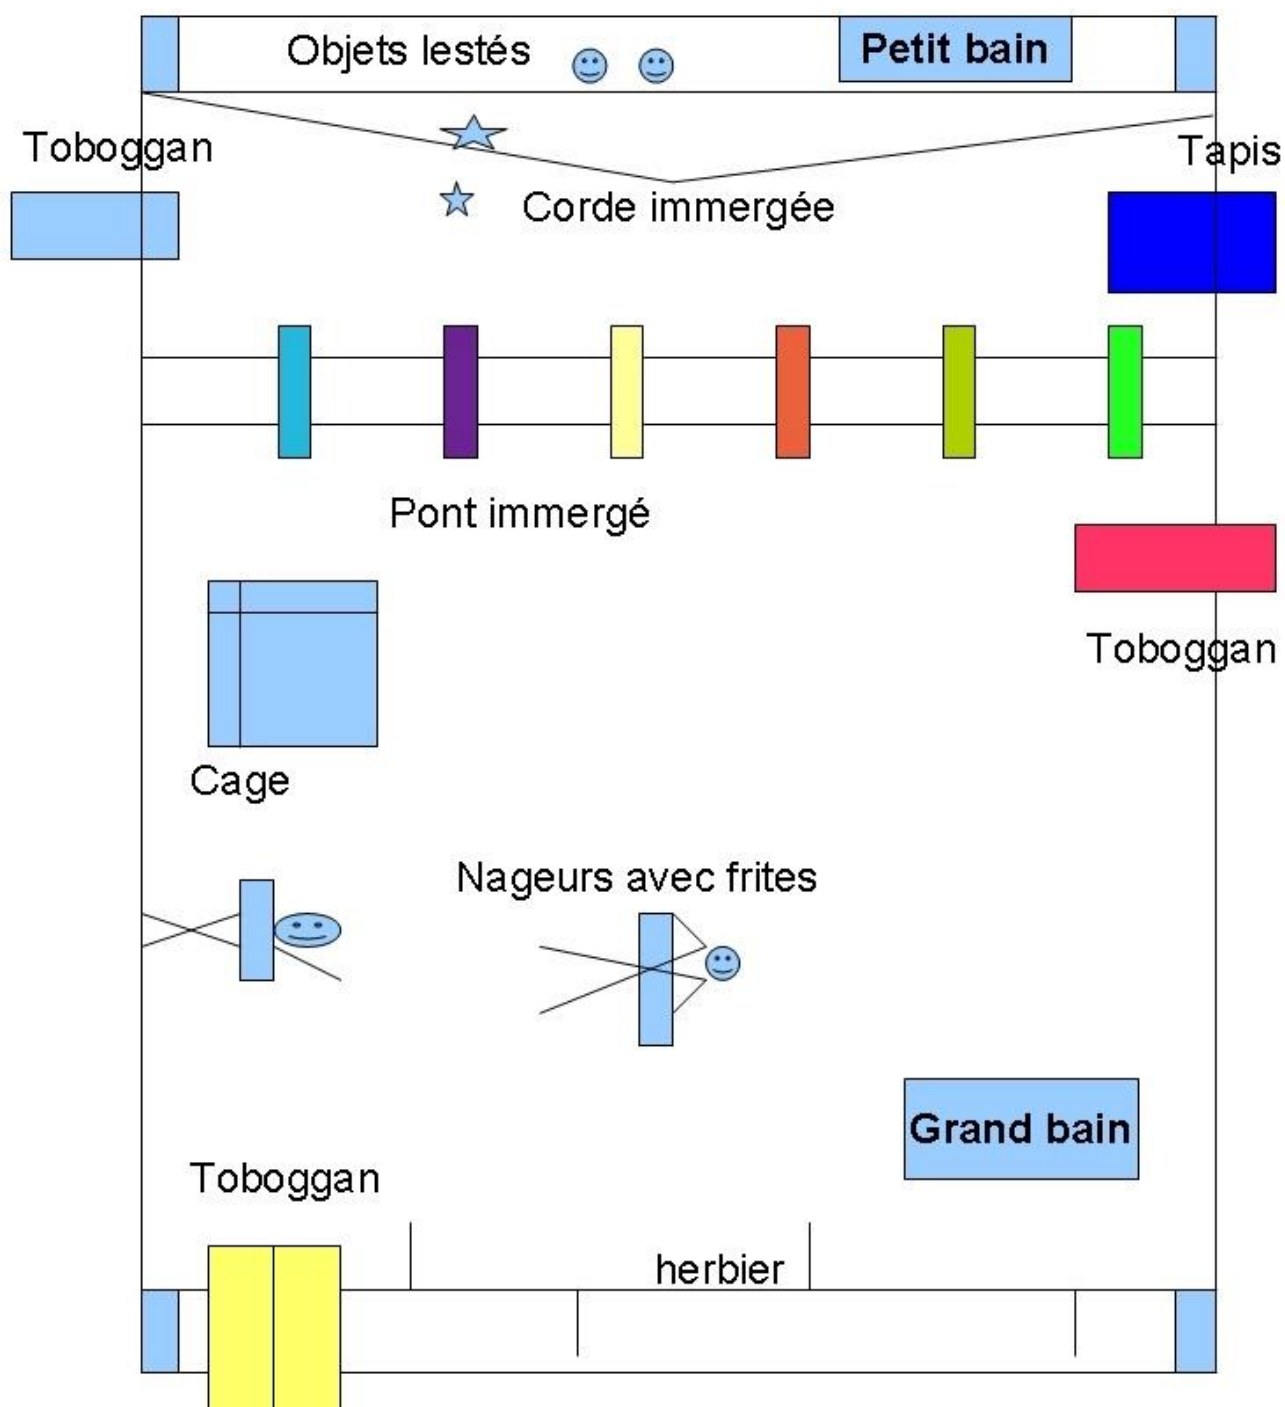 Objets lestés
Petit bain
Toboggan
Tapis
Corde immergée
Pont immergé
Toboggan
Cage
Nageurs avec frites
Grand bain
Toboggan
herbier